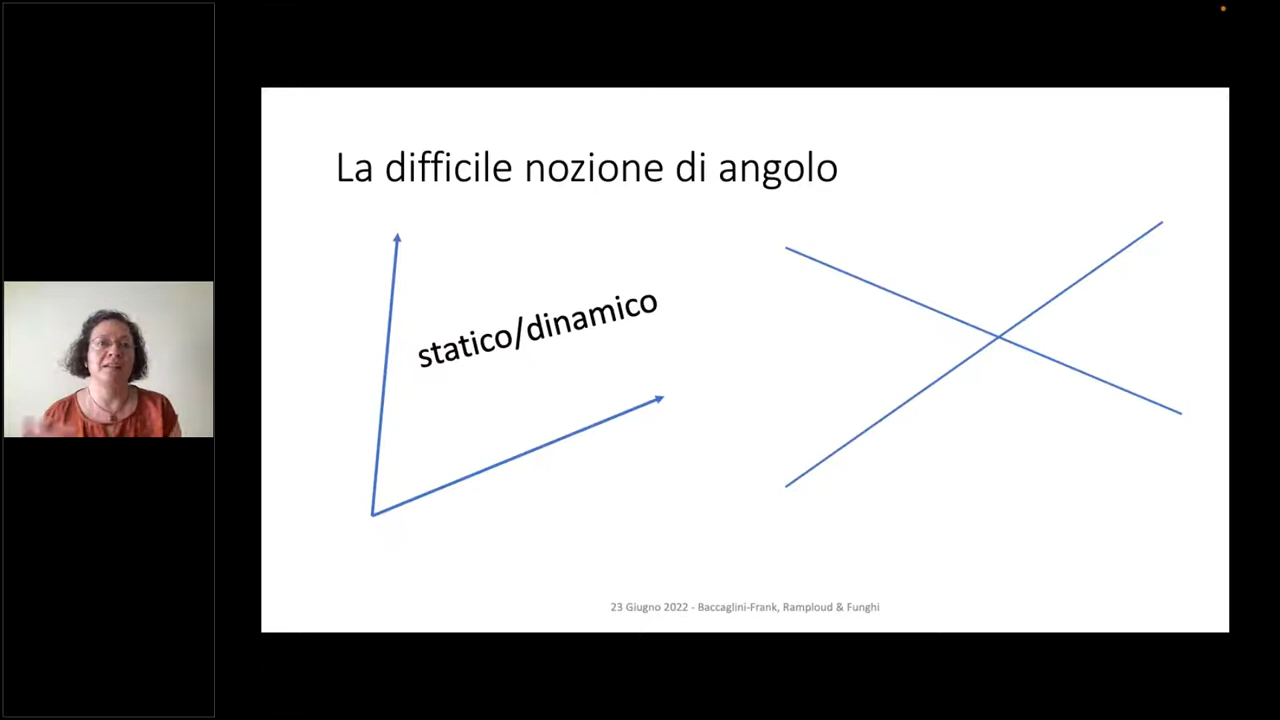 La difficile nozione di angolo
statico/dinamico
23 Giugno 2022 - Baccaglini-Frank, Ramploud & Funghi